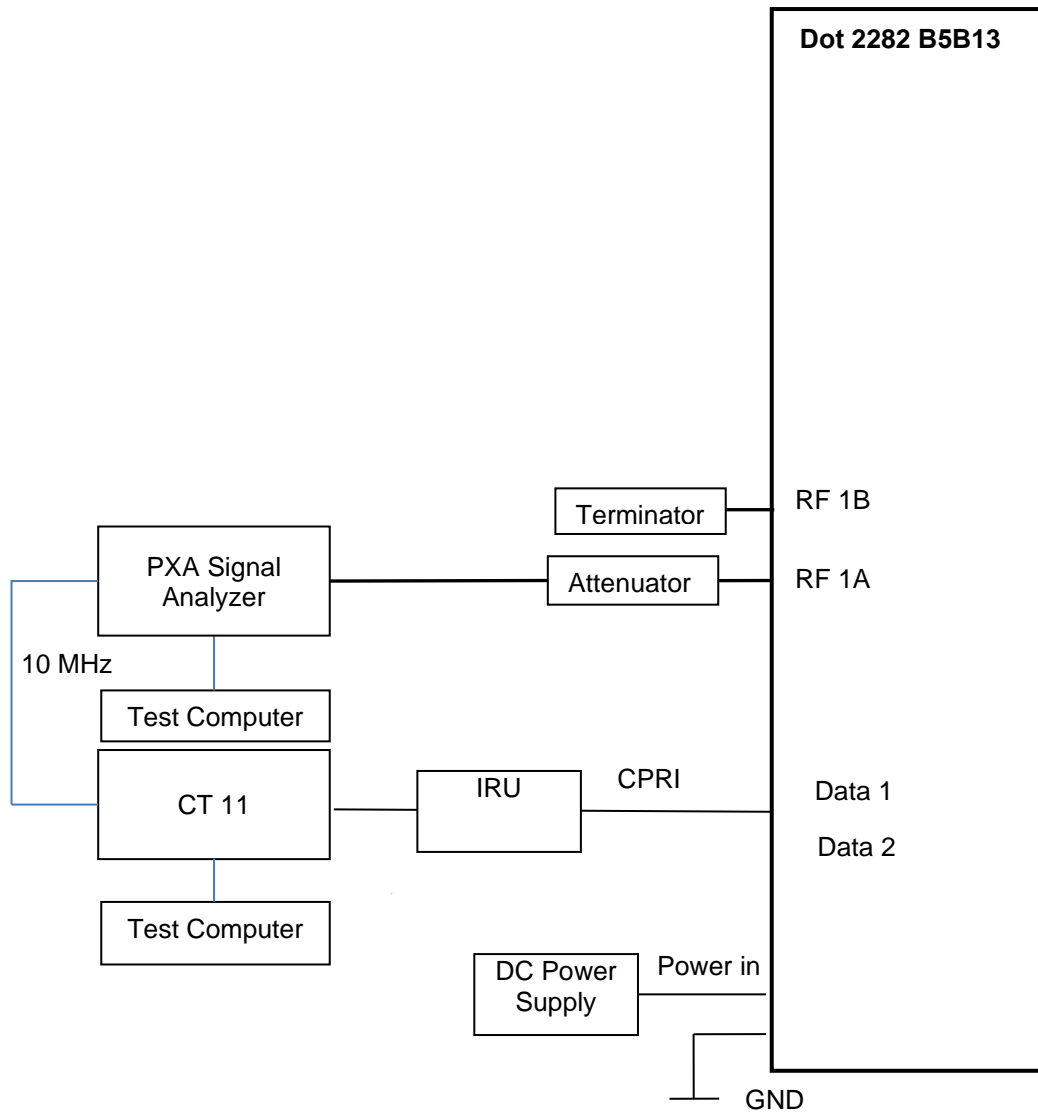 Dot 2282 B5B13
RF 1B
Terminator
PXA Signal
Analyzer
Attenuator
RF 1A
10 MHz
Test Computer
CT 11
IRU
CPRI
Data 1
Data 2
Test Computer
DC Power
Supply
Power in
GND